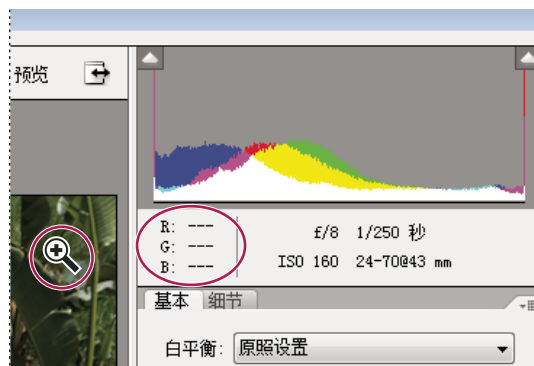 预览
R: ---
G: ---
B: ---
f/8 1/250 秒
ISO 160 24-70@43 mm
基本 细节
白平衡: 原照设置